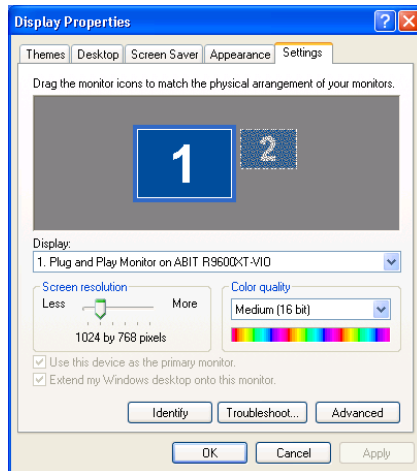 Display Properties
Themes Desktop Screen Saver Appearance Settings
Drag the monitor icons to match the physical arrangement of your monitors.
1 2
Display:
1. Plug and Play Monitor on ABIT R9600XT-VIO
Screen resolution
Less More
1024 by 768 pixels
Color quality
Medium (16 bit)
Use this device as the primary monitor.
Extend my Windows desktop onto this monitor.
Identify Troubleshoot... Advanced
OK Cancel Apply